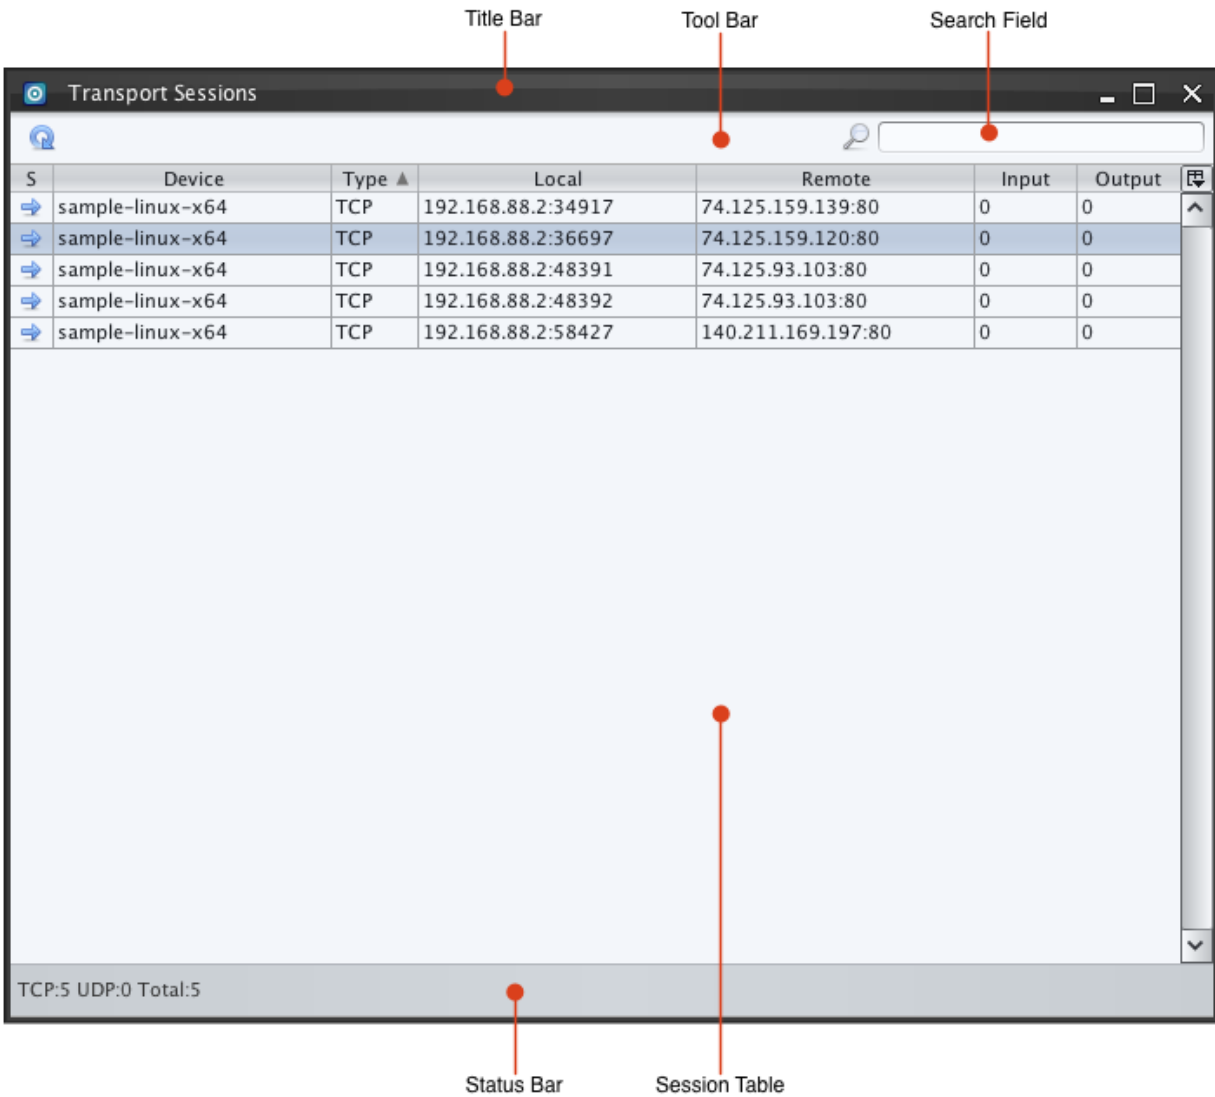 Title Bar Tool Bar Search Field
Transport Sessions
S Device Type Local Remote Input Output
sample-linux-x64 TCP 192.168.88.2:34917 74.125.159.139:80 0 0
sample-linux-x64 TCP 192.168.88.2:36697 74.125.159.120:80 0 0
sample-linux-x64 TCP 192.168.88.2:48391 74.125.93.103:80 0 0
sample-linux-x64 TCP 192.168.88.2:48392 74.125.93.103:80 0 0
sample-linux-x64 TCP 192.168.88.2:58427 140.211.169.197:80 0 0
TCP:5 UDP:0 Total:5
Status Bar Session Table